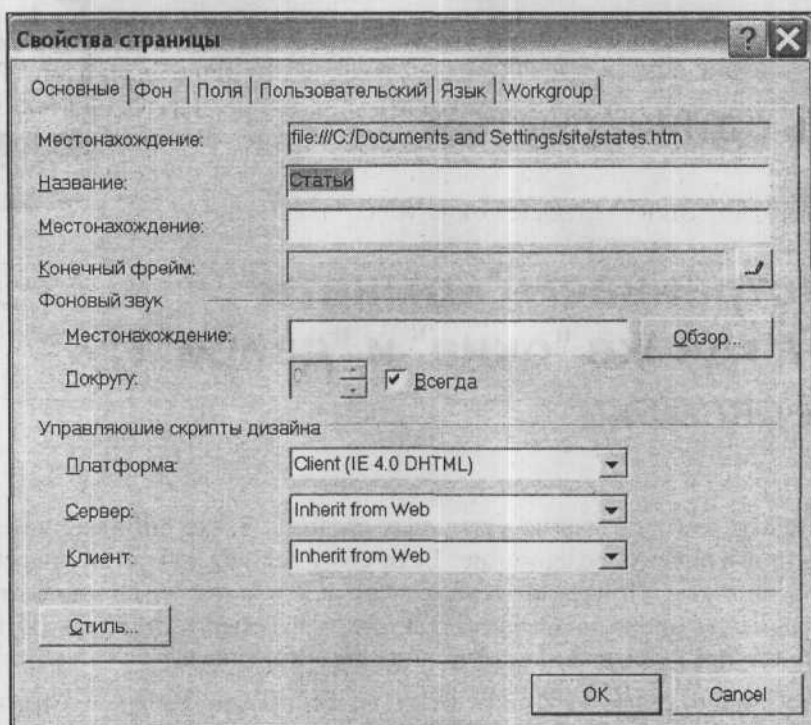 Свойства страницы
Основные Фон Поля Пользовательский Язык Workgroup
Местонахождение: file:///C:/Documents and Settings/site/states.htm
Название: Статьи
Местонахождение:
Конечный фрейм:
Фоновый звук
Местонахождение: Обзор...
Покругу: 0 Всегда
Управляюшие скрипты дизайна
Платформа: Client (IE 4.0 DHTML)
Сервер: Inherit from Web
Клиент: Inherit from Web
Стиль...
OK Cancel